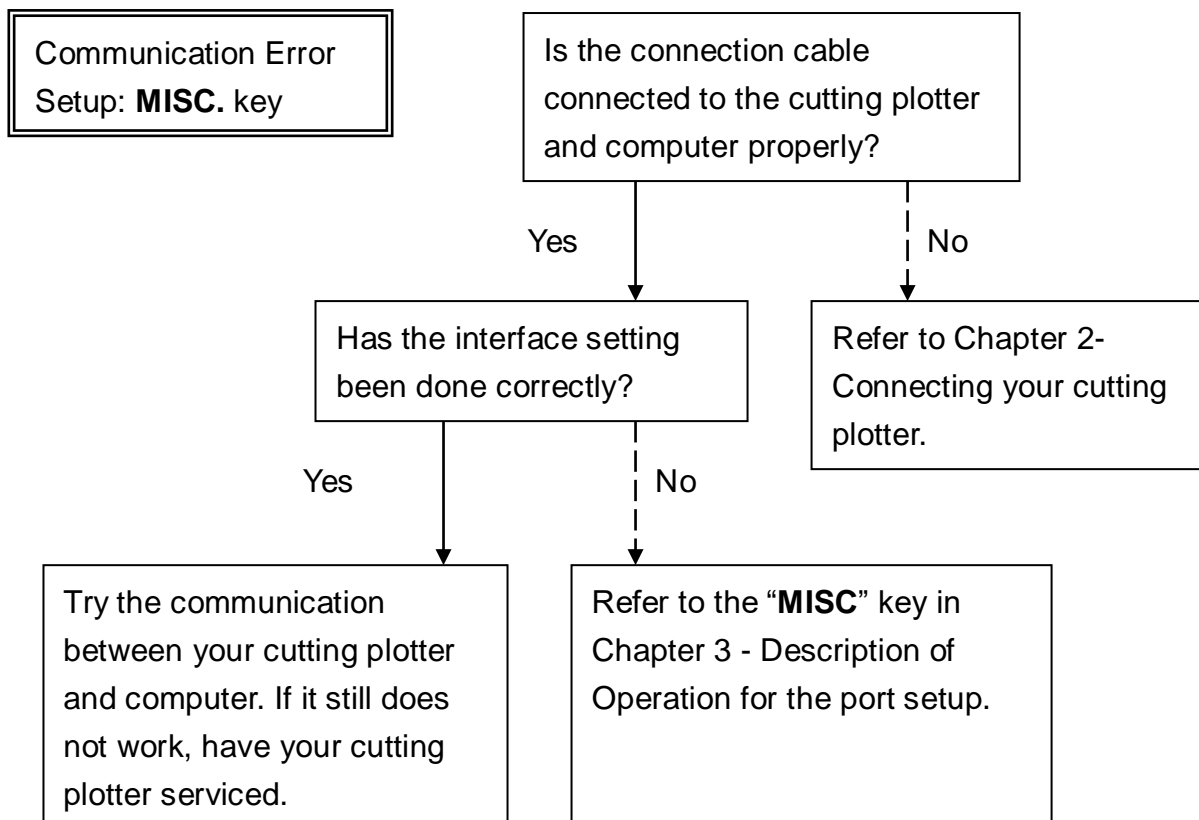 Communication Error
Setup: MISC. key
Is the connection cable
connected to the cutting plotter
and computer properly?
Yes
No
Has the interface setting
been done correctly?
Refer to Chapter 2-
Connecting your cutting
plotter.
Yes
No
Try the communication
between your cutting plotter
and computer. If it still does
not work, have your cutting
plotter serviced.
Refer to the “MISC” key in
Chapter 3 - Description of
Operation for the port setup.